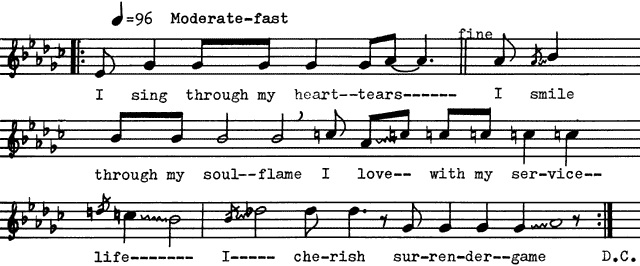 =96 Moderate-fast
fine
I sing through my heart--tears------ I smile
through my soul--flame I love-- with my ser-vice--
life------- I----- che-rish sur-ren-der--game D.C.